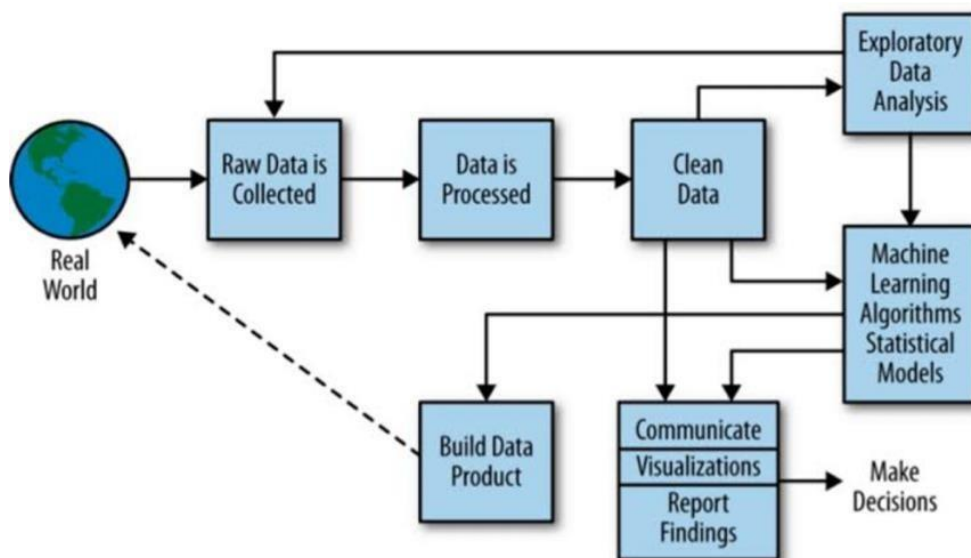 Exploratory
Data
Analysis
Raw Data is
Collected
Data is
Processed
Clean
Data
Real
World
Machine
Learning
Algorithms
Statistical
Models
Build Data
Product
Communicate
Visualizations
Report
Findings
Make
Decisions